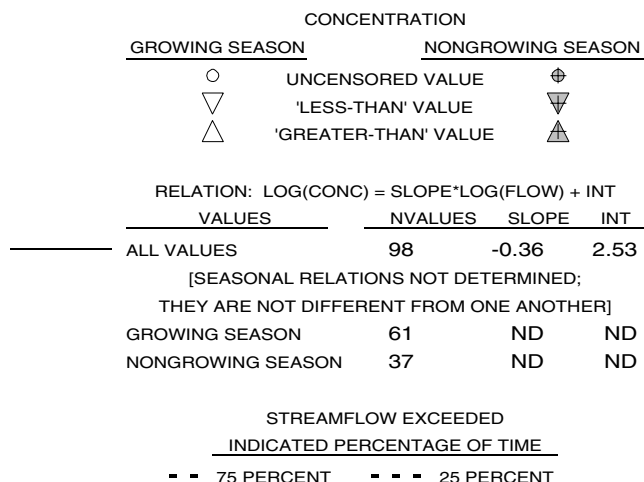 CONCENTRATION
GROWING SEASON NONGROWING SEASON
UNCENSORED VALUE
'LESS-THAN' VALUE
'GREATER-THAN' VALUE
RELATION: LOG(CONC) = SLOPE*LOG(FLOW) + INT
VALUES NVALUES SLOPE INT
ALL VALUES 98 -0.36 2.53
[SEASONAL RELATIONS NOT DETERMINED;
THEY ARE NOT DIFFERENT FROM ONE ANOTHER]
GROWING SEASON 61 ND ND
NONGROWING SEASON 37 ND ND
STREAMFLOW EXCEEDED
INDICATED PERCENTAGE OF TIME
75 PERCENT 25 PERCENT